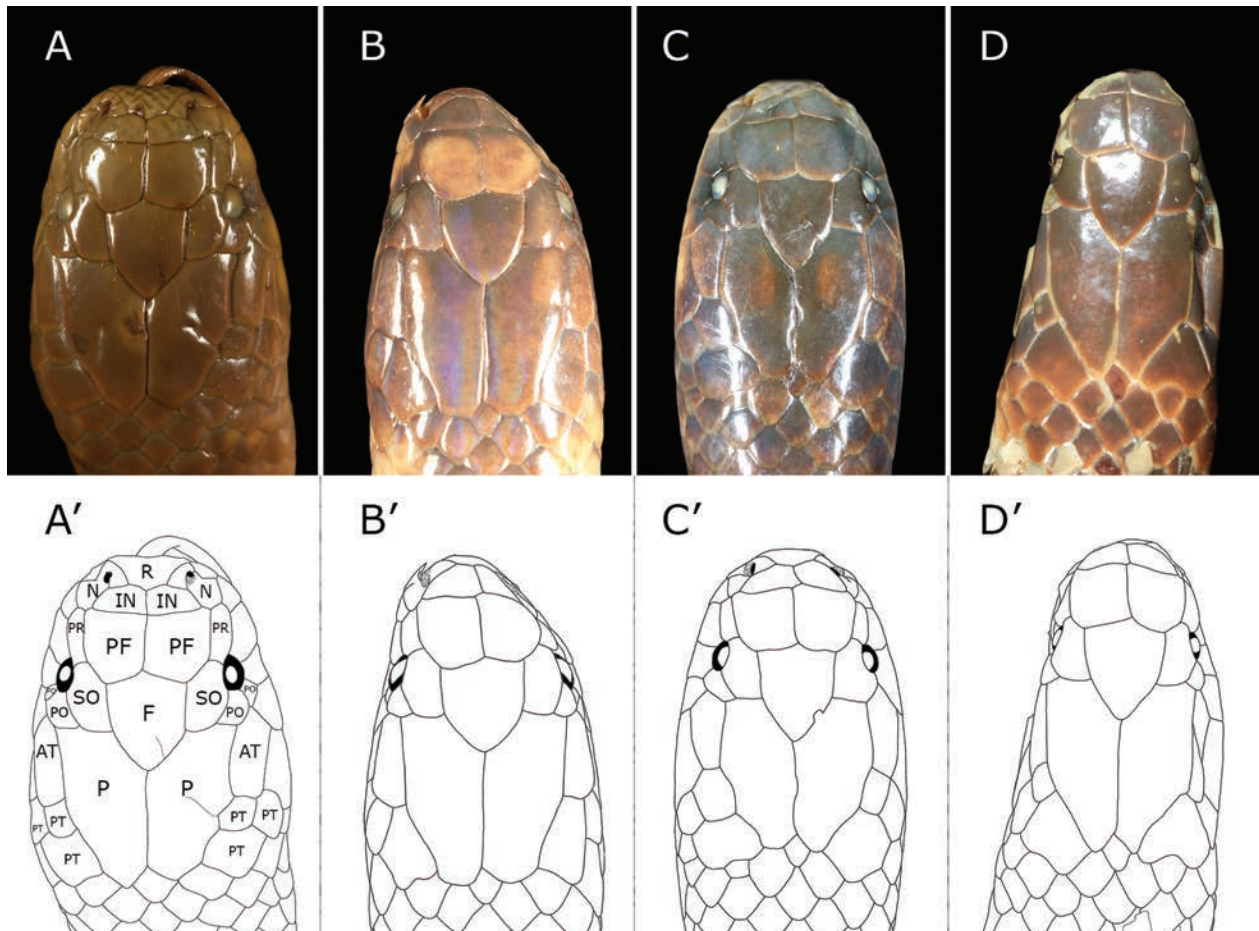 A B C D
A′ B′ C′ D′
R
N N
IN IN
PR PR
PF PF
PO SO SO PO
PO F PO
AT AT
P P
PT PT PT PT
PT PT